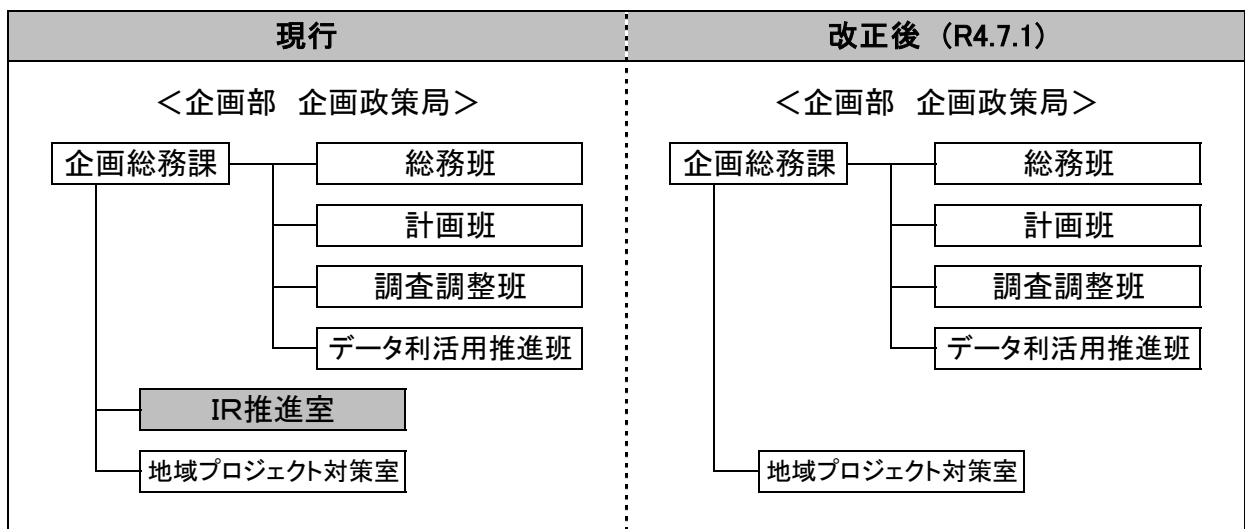 現行
<企画部 企画政策局>
企画総務課
総務班
計画班
調査調整班
データ利活用推進班
IR推進室
地域プロジェクト対策室
改正後 (R4.7.1)
<企画部 企画政策局>
企画総務課
総務班
計画班
調査調整班
データ利活用推進班
地域プロジェクト対策室